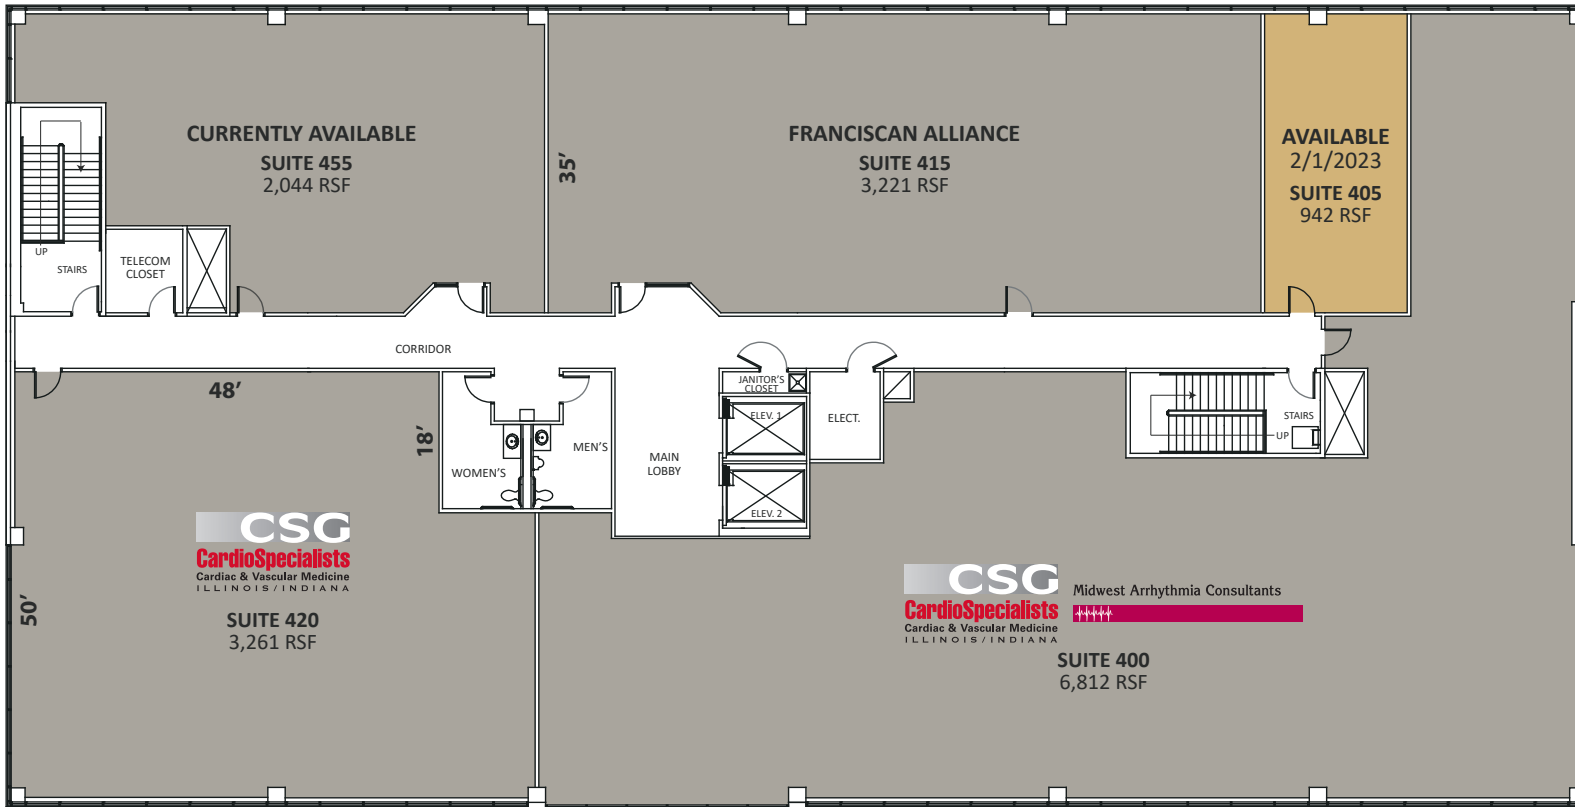 CURRENTLY AVAILABLE
SUITE 455
2,044 RSF
35'
FRANCISCAN ALLIANCE
SUITE 415
3,221 RSF
AVAILABLE
2/1/2023
SUITE 405
942 RSF
UP
STAIRS
TELECOM
CLOSET
CORRIDOR
48'
18'
WOMEN'S
MEN'S
MAIN
LOBBY
JANITOR'S
CLOSET
ELEV. 1
ELEV. 2
ELECT.
STAIRS
UP
50'
CSG
CardioSpecialists
Cardiac & Vascular Medicine
ILLINOIS/INDIANA
SUITE 420
3,261 RSF
CSG
CardioSpecialists
Cardiac & Vascular Medicine
ILLINOIS/INDIANA
Midwest Arrhythmia Consultants
SUITE 400
6,812 RSF